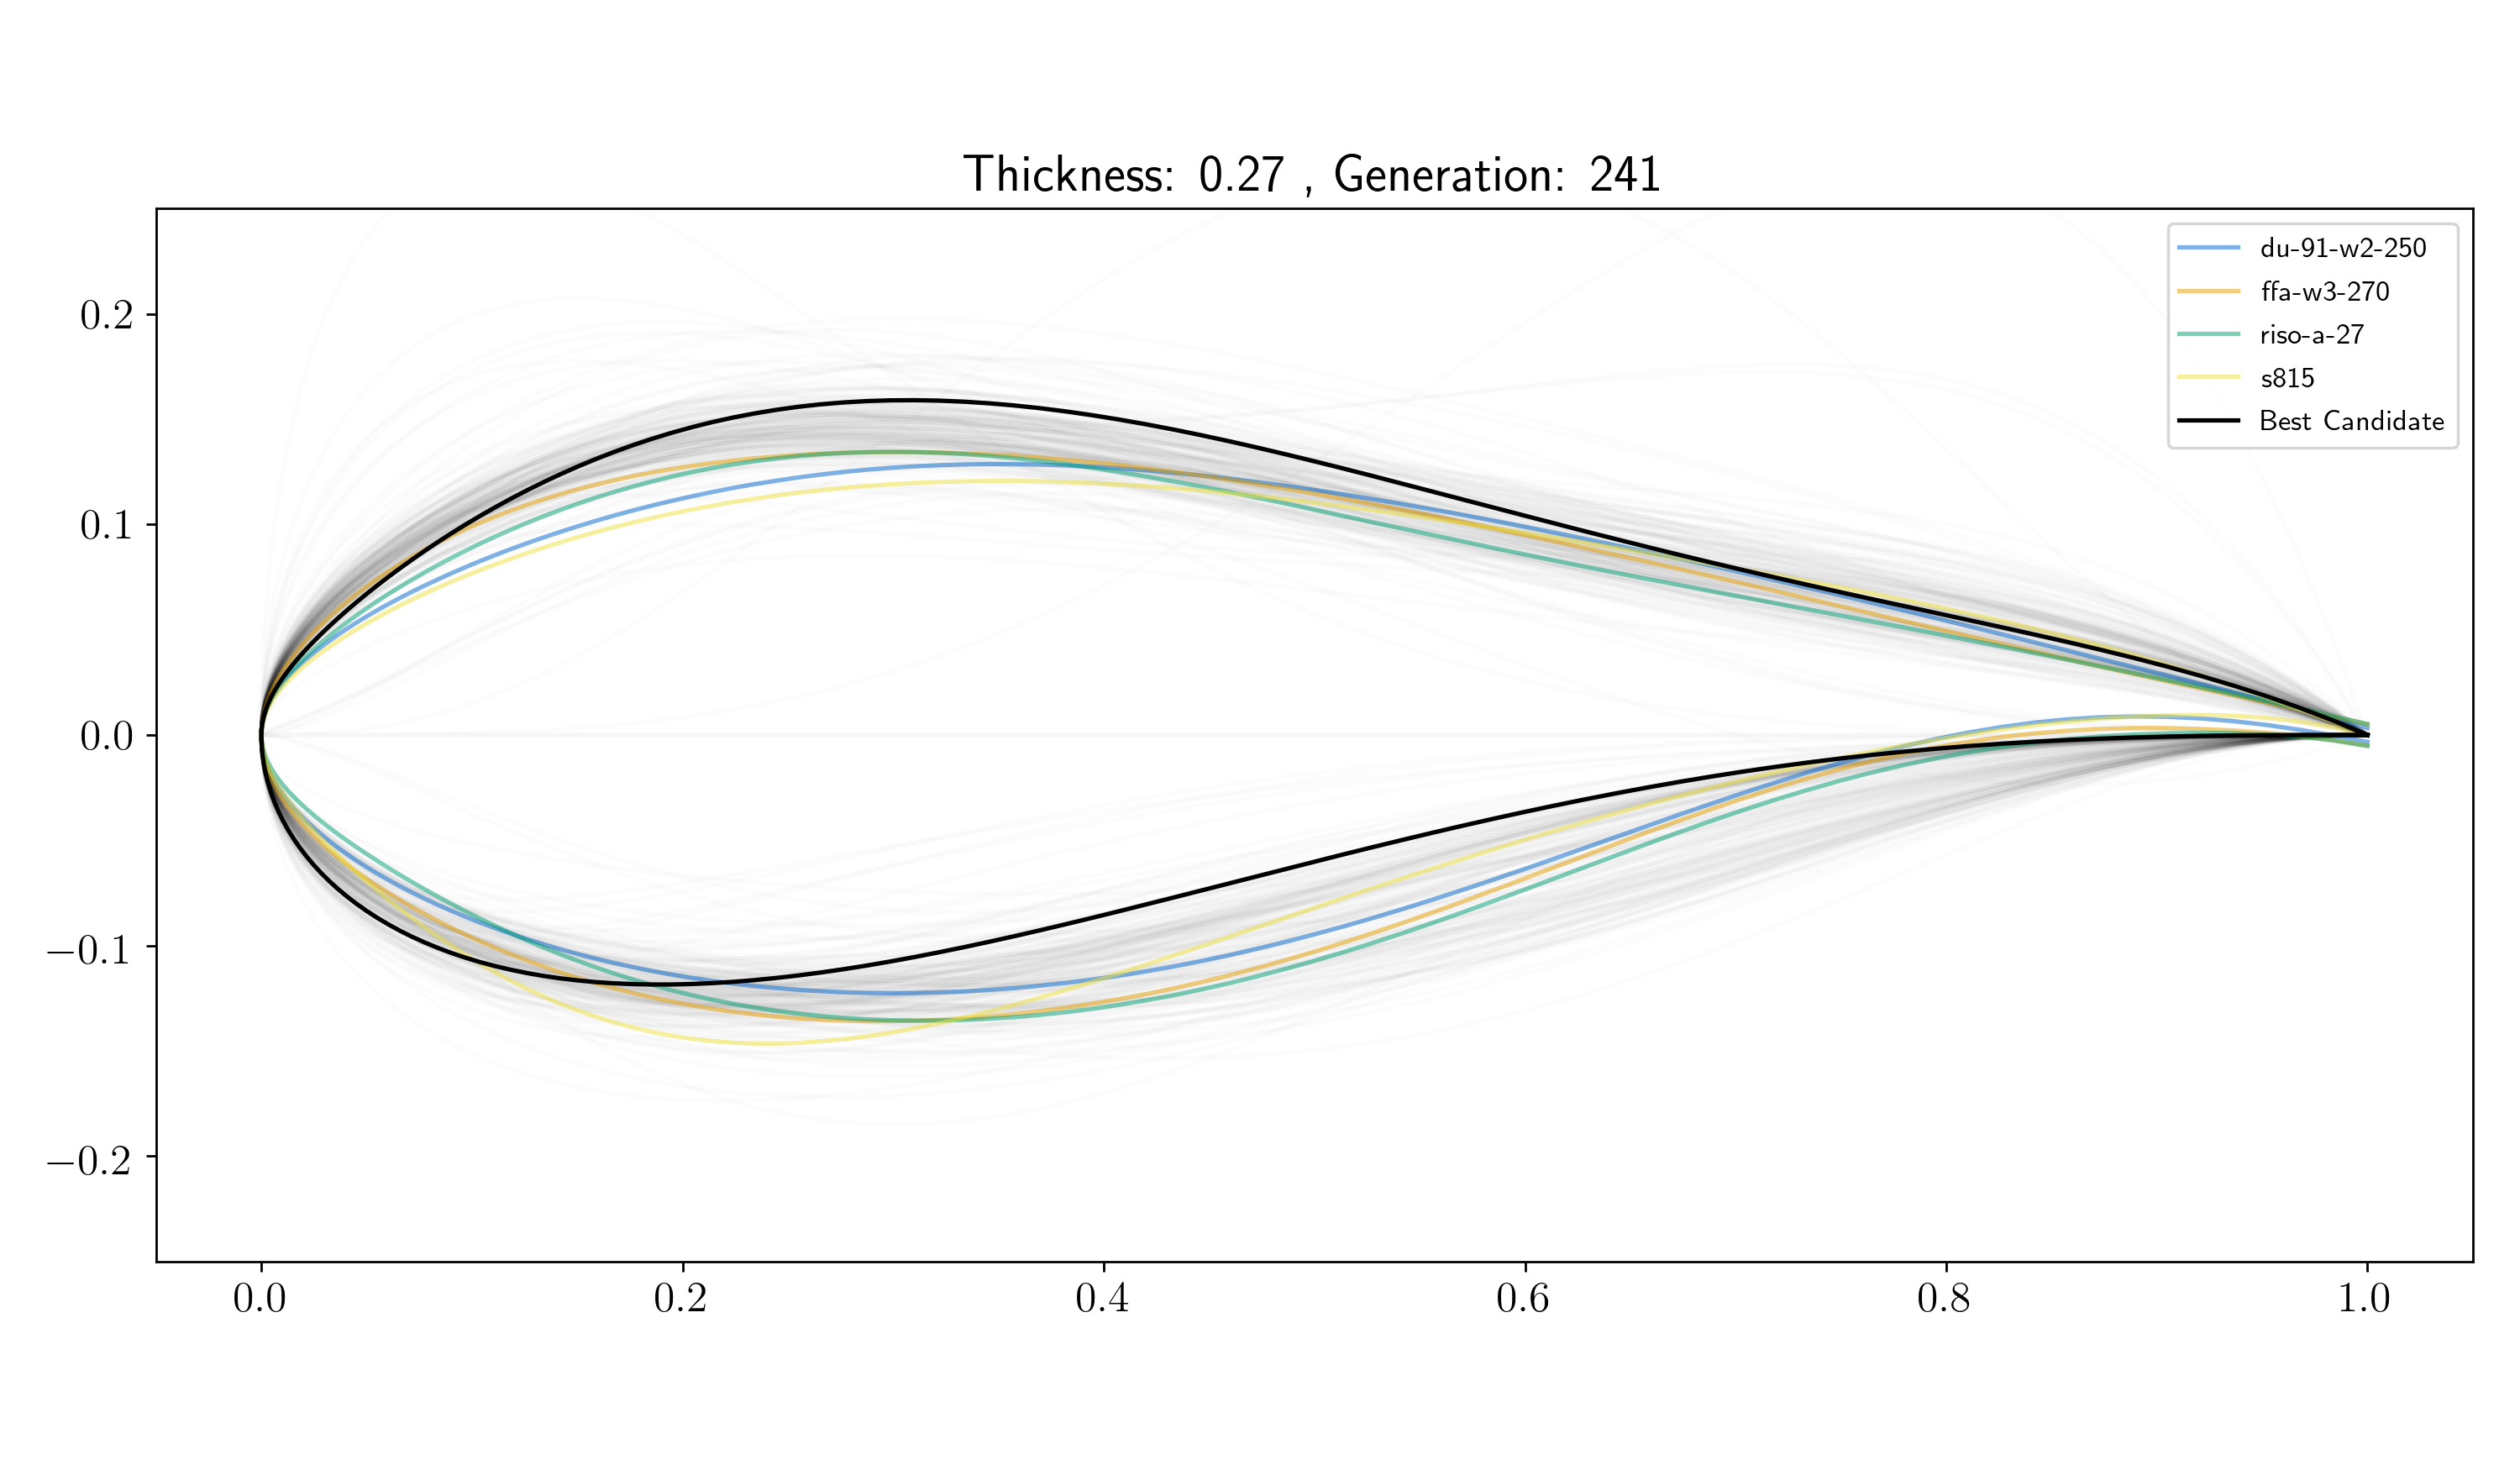 Thickness: 0.27 , Generation: 241
du-91-w2-250
ffa-w3-270
riso-a-27
s815
Best Candidate
0.2
0.1
0.0
−0.1
−0.2
0.0 0.2 0.4 0.6 0.8 1.0